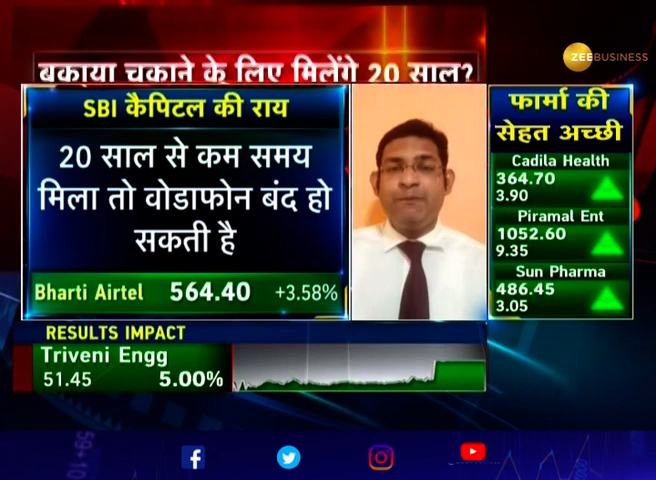 ZEEBUSINESS
बकाया चुकाने के लिए मिलेंगे 20 साल?
SBI कैपिटल की राय
20 साल से कम समय
मिला तो वोडाफोन बंद हो
सकती है
Bharti Airtel 564.40 +3.58%
फार्मा की
सेहत अच्छी
Cadila Health
364.70
3.90
Piramal Ent
1052.60
9.35
Sun Pharma
486.45
3.05
RESULTS IMPACT
Triveni Engg
51.45 5.00%